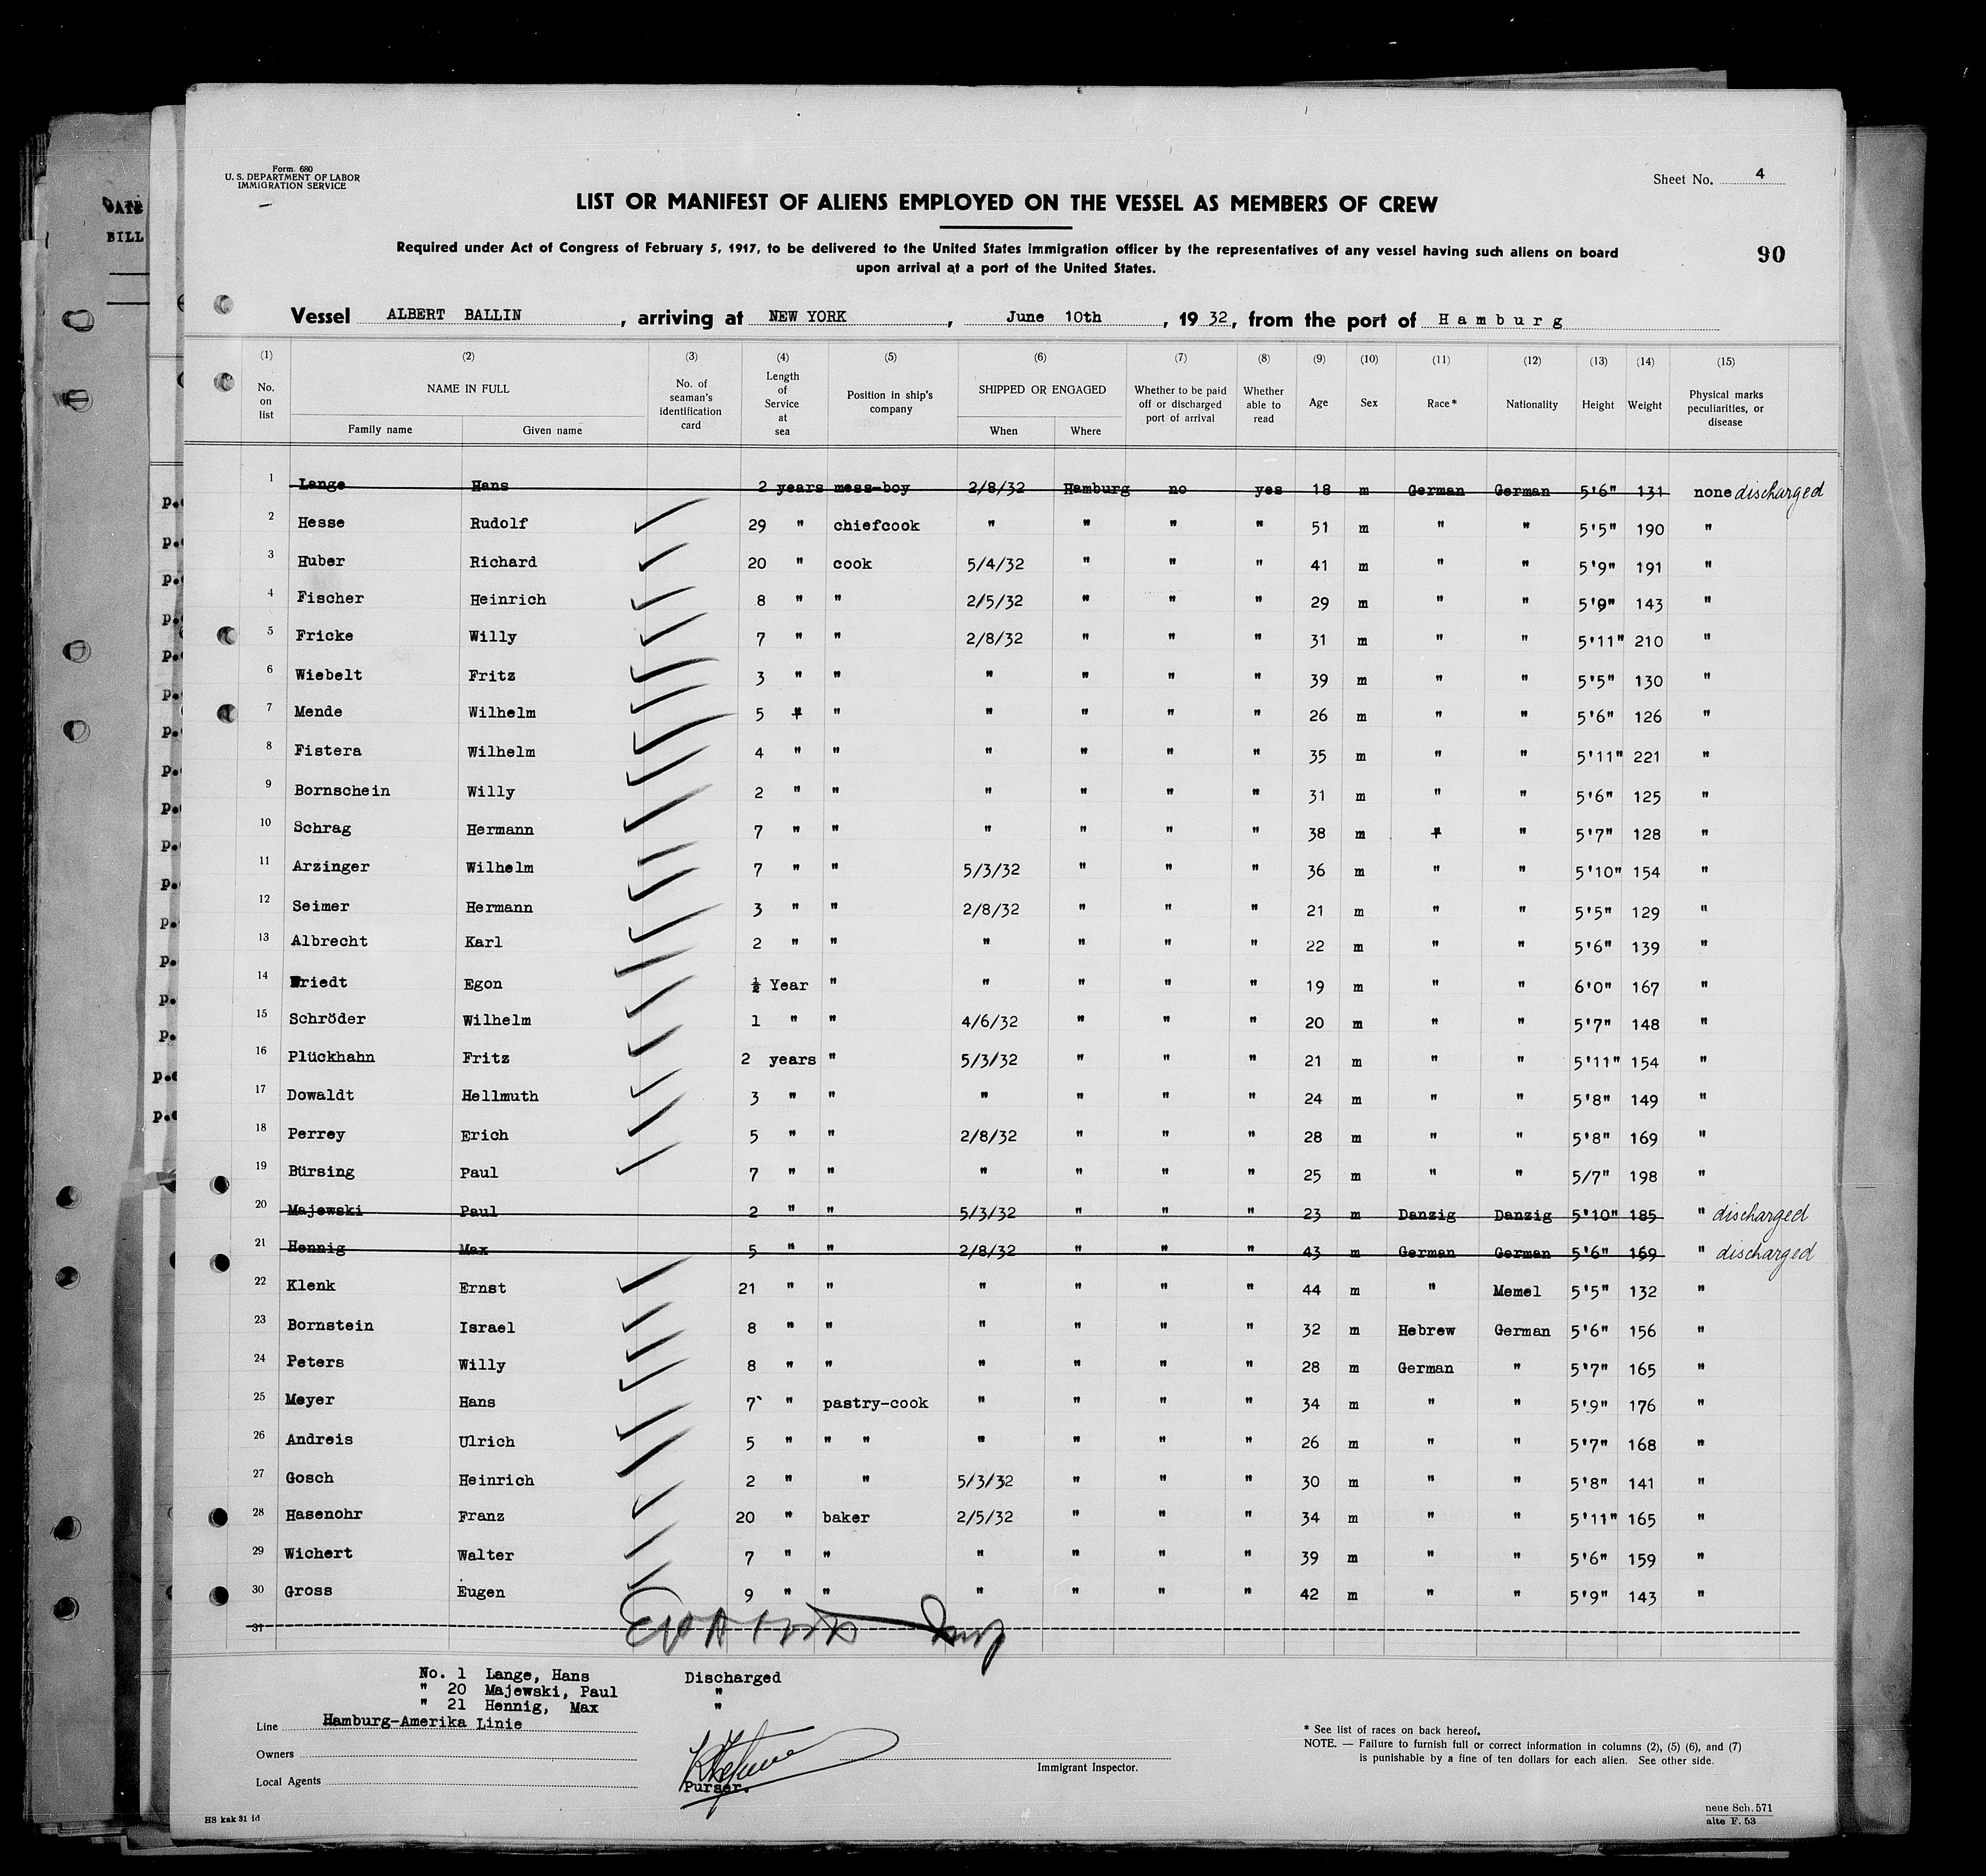 Form. 680
U. S. DEPARTMENT OF LABOR
IMMIGRATION SERVICE
Sheet No. 4
LIST OR MANIFEST OF ALIENS EMPLOYED ON THE VESSEL AS MEMBERS OF CREW
Required under Act of Congress of February 5, 1917, to be delivered to the United States Immigration officer by the representatives of any vessel having such aliens on board
upon arrival at a port of the United States.
90
Vessel ALBERT BALLIN , arriving at NEW YORK , June 10th , 19 32, from the port of Hamburg
(1) (2) (3) (4) (5) (6) (7) (8) (9) (10) (11) (12) (13) (14) (15)
No. on list NAME IN FULL Family name Given name No. of seaman's identification card Length of Service at sea Position in ship's company SHIPPED OR ENGAGED When Where Whether to be paid off or discharged port of arrival Whether able to read Age Sex Race* Nationality Height Weight Physical marks peculiarities, or disease
1 Lange Hans 2 years mess-boy 2/8/32 Hamburg no yes 18 m German German 5'6" 131 none discharged
2 Hesse Rudolf 29 " chiefcook " " " " 51 m " " 5'5" 190 "
3 Huber Richard 20 " cook 5/4/32 " " " 41 m " " 5'9" 191 "
4 Fischer Heinrich 8 " " 2/5/32 " " " 29 m " " 5'9" 143 "
5 Fricke Willy 7 " " 2/8/32 " " " 31 m " " 5'11" 210 "
6 Wiebelt Fritz 3 " " " " " " 39 m " " 5'5" 130 "
7 Mende Wilhelm 5 " " " " " " 26 m " " 5'6" 126 "
8 Fistera Wilhelm 4 " " " " " " 35 m " " 5'11" 221 "
9 Bornschein Willy 2 " " " " " " 31 m " " 5'6" 125 "
10 Schrag Hermann 7 " " " " " " 38 m " " 5'7" 128 "
11 Arzinger Wilhelm 7 " " 5/3/32 " " " 36 m " " 5'10" 154 "
12 Seimer Hermann 3 " " 2/8/32 " " " 21 m " " 5'5" 129 "
13 Albrecht Karl 2 " " " " " " 22 m " " 5'6" 139 "
14 Egon ½ Year " " " " " 19 m " " 6'0" 167 "
15 Schröder Wilhelm 1 " " 4/6/32 " " " 20 m " " 5'7" 148 "
16 Plückhahn Fritz 2 years " 5/3/32 " " " 21 m " " 5'11" 154 "
17 Dowaldt Hellmuth 3 " " " " " " 24 m " " 5'8" 149 "
18 Perrey Erich 5 " " 2/8/32 " " " 28 m " " 5'8" 169 "
19 Bürsing Paul 7 " " " " " " 25 m " " 5/7" 198 "
20 Majewski Paul 2 " " 5/3/32 " " " 23 m Danzig Danzig 5'10" 185 " discharged
21 Hennig Max 5 " " 2/8/32 " " " 43 m German German 5'6" 169 " discharged
22 Klenk Ernst 21 " " " " " " 44 m " Memel 5'5" 132 "
23 Bornstein Israel 8 " " " " " " 32 m Hebrew German 5'6" 156 "
24 Peters Willy 8 " " " " " " 28 m German " 5'7" 165 "
25 Meyer Hans 7 " pastry-cook " " " " 34 m " " 5'9" 176 "
26 Andreis Ulrich 5 " " " " " " " 26 m " " 5'7" 168 "
27 Gosch Heinrich 2 " " 5/3/32 " " " 30 m " " 5'8" 141 "
28 Hasenohr Franz 20 " baker 2/5/32 " " " 34 m " " 5'11" 165 "
29 Wichert Walter 7 " " " " " " 39 m " " 5'6" 159 "
30 Gross Eugen 9 " " " " " " 42 m " " 5'9" 143 "
31
No. 1 Lange, Hans Discharged
" 20 Majewski, Paul "
" 21 Hennig, Max "
Line Hamburg-Amerika Linie
Owners
Local Agents
Purser.
Immigrant Inspector.
* See list of races on back hereof.
NOTE. — Failure to furnish full or correct information in columns (2), (5) (6), and (7)
is punishable by a fine of ten dollars for each alien. See other side.
HS kak 31 id
neue Sch. 571
alte F. 53
DATE
BILL